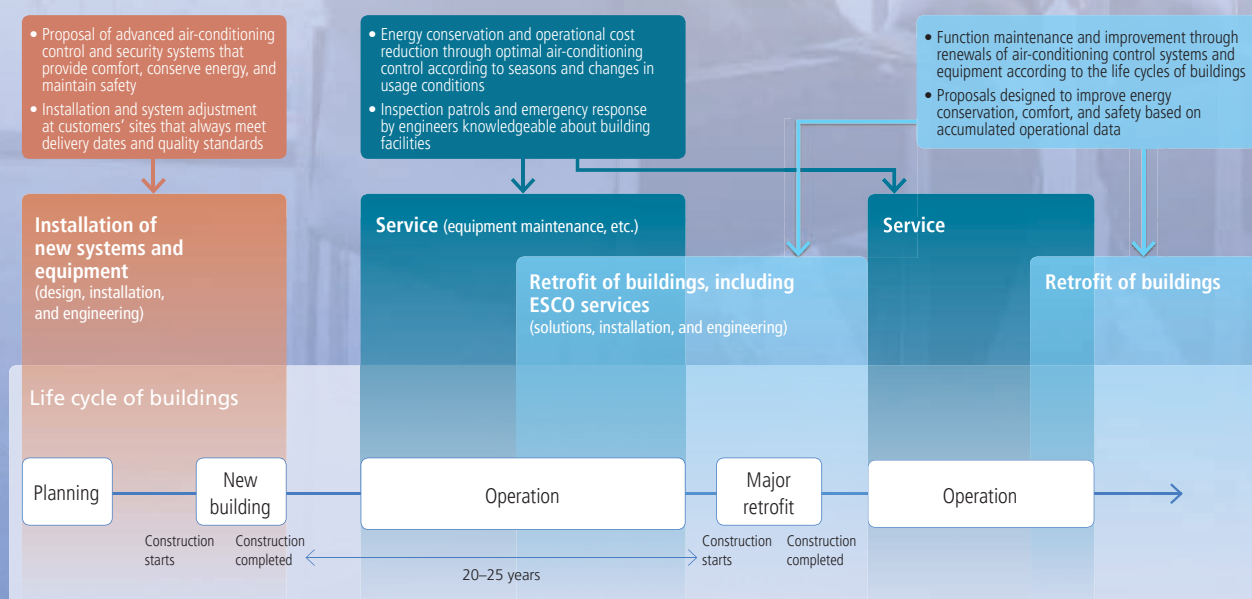 • Proposal of advanced air-conditioning
control and security systems that
provide comfort, conserve energy, and
maintain safety
• Installation and system adjustment
at customers’ sites that always meet
delivery dates and quality standards
• Energy conservation and operational cost
reduction through optimal air-conditioning
control according to seasons and changes in
usage conditions
• Inspection patrols and emergency response
by engineers knowledgeable about building
facilities
• Function maintenance and improvement through
renewals of air-conditioning control systems and
equipment according to the life cycles of buildings
• Proposals designed to improve energy
conservation, comfort, and safety based on
accumulated operational data
Installation of
new systems and
equipment
(design, installation,
and engineering)
Service (equipment maintenance, etc.)
Retrofit of buildings, including
ESCO services
(solutions, installation, and engineering)
Service
Retrofit of buildings
Life cycle of buildings
Planning
New
building
Operation
Major
retrofit
Operation
Construction
starts
Construction
completed
20–25 years
Construction
starts
Construction
completed